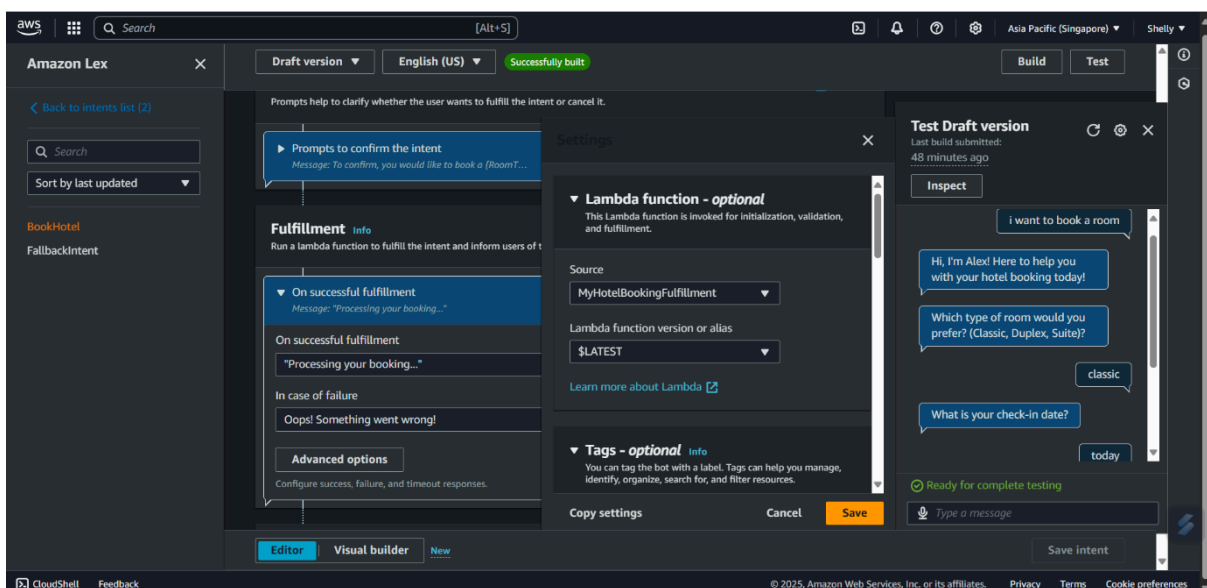 aws
Search [Alt+S]
Asia Pacific (Singapore) ▼ Shelly ▼
Amazon Lex
Draft version ▼ English (US) ▼ Successfully built
Build Test
Back to intents list (2)
Search
Sort by last updated ▼
BookHotel
FallbackIntent
Prompts help to clarify whether the user wants to fulfill the intent or cancel it.
▶ Prompts to confirm the intent
Message: To confirm, you would like to book a {RoomT...
Fulfillment Info
Run a lambda function to fulfill the intent and inform users of t
▼ On successful fulfillment
Message: "Processing your booking..."
On successful fulfillment
"Processing your booking..."
In case of failure
Oops! Something went wrong!
Advanced options
Configure success, failure, and timeout responses.
Editor Visual builder New
Settings
▼ Lambda function - optional
This Lambda function is invoked for initialization, validation,
and fulfillment.
Source
MyHotelBookingFulfillment ▼
Lambda function version or alias
$LATEST ▼
Learn more about Lambda
▼ Tags - optional Info
You can tag the bot with a label. Tags can help you manage,
identify, organize, search for, and filter resources.
Copy settings Cancel Save
Test Draft version
Last build submitted:
48 minutes ago
Inspect
i want to book a room
Hi, I'm Alex! Here to help you
with your hotel booking today!
Which type of room would you
prefer? (Classic, Duplex, Suite)?
classic
What is your check-in date?
today
Ready for complete testing
Type a message
Save intent
CloudShell Feedback
© 2025, Amazon Web Services, Inc. or its affiliates. Privacy Terms Cookie preferences